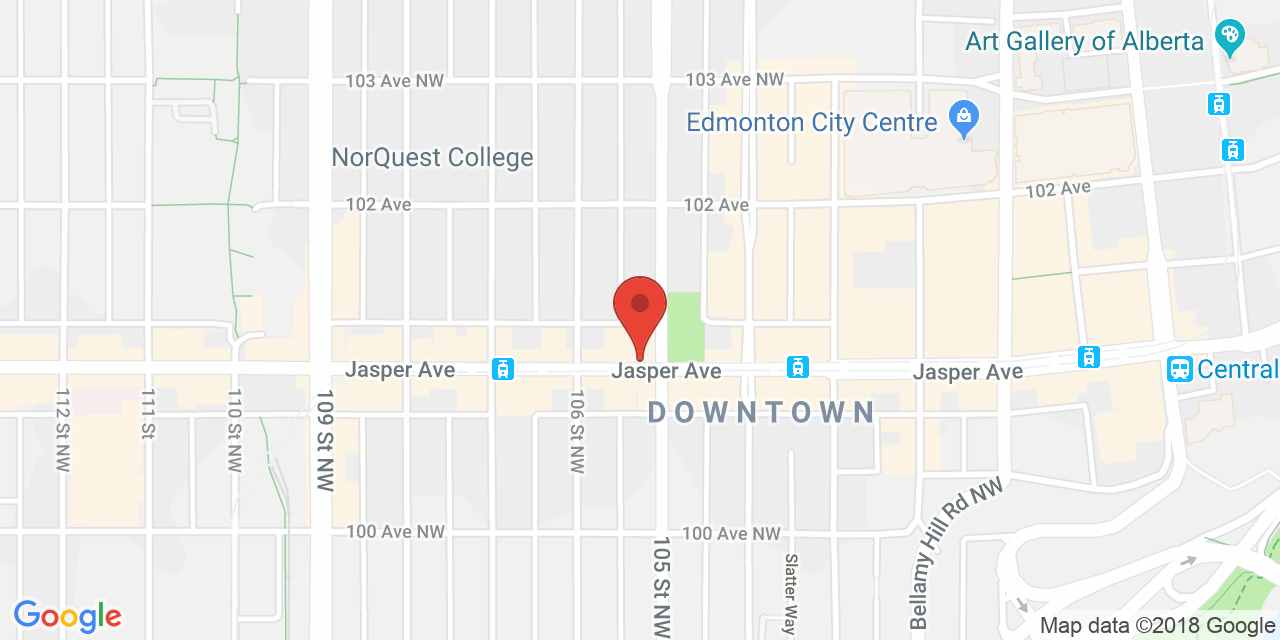 Art Gallery of Alberta
103 Ave NW
103 Ave NW
Edmonton City Centre
NorQuest College
102 Ave
102 Ave
102 Ave
Jasper Ave
Jasper Ave
Jasper Ave
Central
112 St NW
111 St
110 St NW
109 St NW
106 St NW
DOWNTOWN
Bellamy Hill Rd NW
100 Ave NW
100 Ave NW
105 St NW
Slatter Way
Google
Map data ©2018 Google